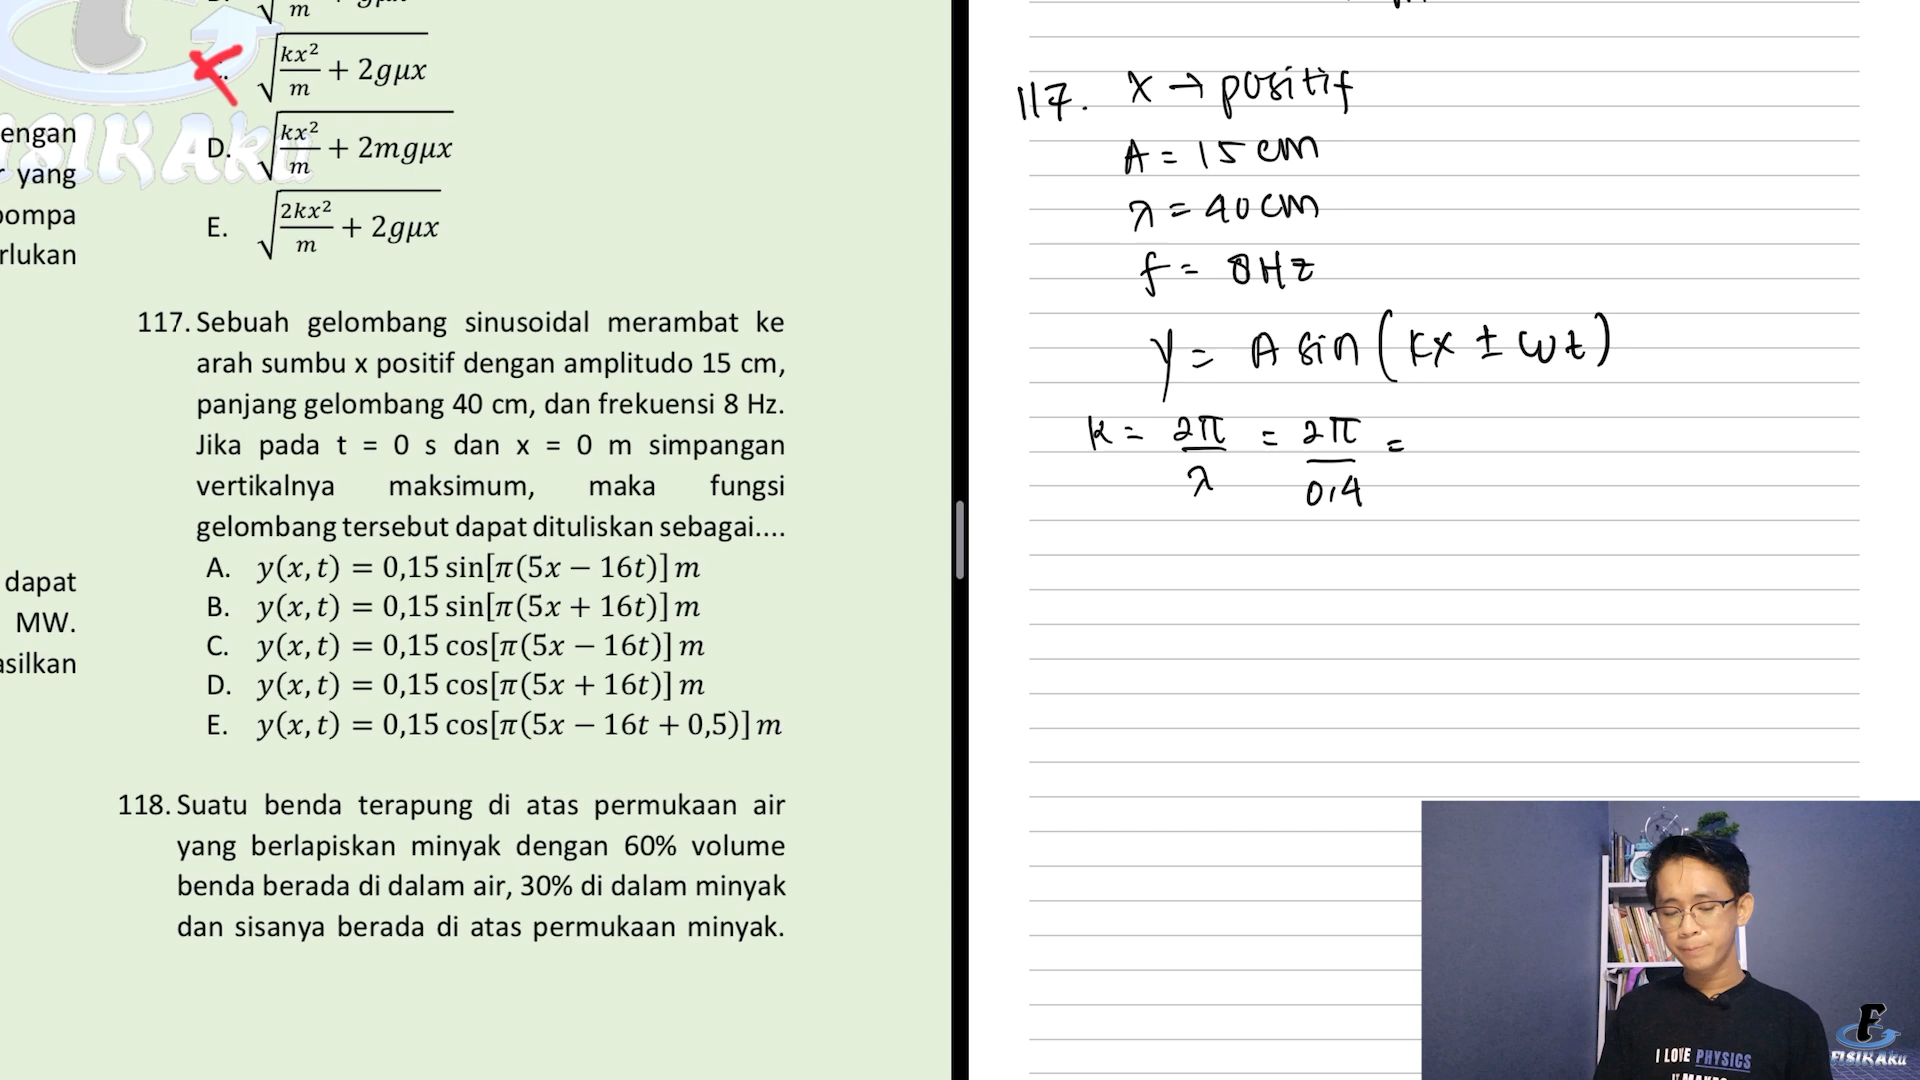 m
√kx²/m + 2gμx
D. √kx²/m + 2mgμx
E. √2kx²/m + 2gμx
engan
yang
ompa
rlukan
dapat
MW.
asilkan
FISIKAKu
117. Sebuah gelombang sinusoidal merambat ke
arah sumbu x positif dengan amplitudo 15 cm,
panjang gelombang 40 cm, dan frekuensi 8 Hz.
Jika pada t = 0 s dan x = 0 m simpangan
vertikalnya maksimum, maka fungsi
gelombang tersebut dapat dituliskan sebagai....
A. y(x, t) = 0,15 sin[π(5x − 16t)] m
B. y(x, t) = 0,15 sin[π(5x + 16t)] m
C. y(x, t) = 0,15 cos[π(5x − 16t)] m
D. y(x, t) = 0,15 cos[π(5x + 16t)] m
E. y(x, t) = 0,15 cos[π(5x − 16t + 0,5)] m
118. Suatu benda terapung di atas permukaan air
yang berlapiskan minyak dengan 60% volume
benda berada di dalam air, 30% di dalam minyak
dan sisanya berada di atas permukaan minyak.
117. x → positif
A = 15 cm
λ = 40 cm
f = 8 Hz
y = A sin (kx ± ωt)
k = 2π/λ = 2π/0,4 =
I LOVE PHYSICS
FISIKAKu